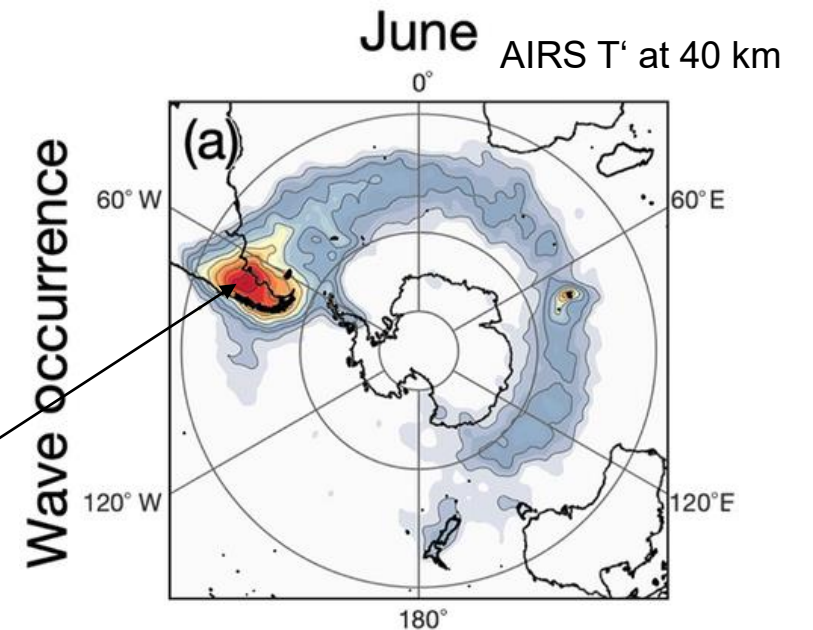 June
AIRS T‘ at 40 km
0°
(a)
60° W
60° E
Wave occurrence
120° W
120°E
180°